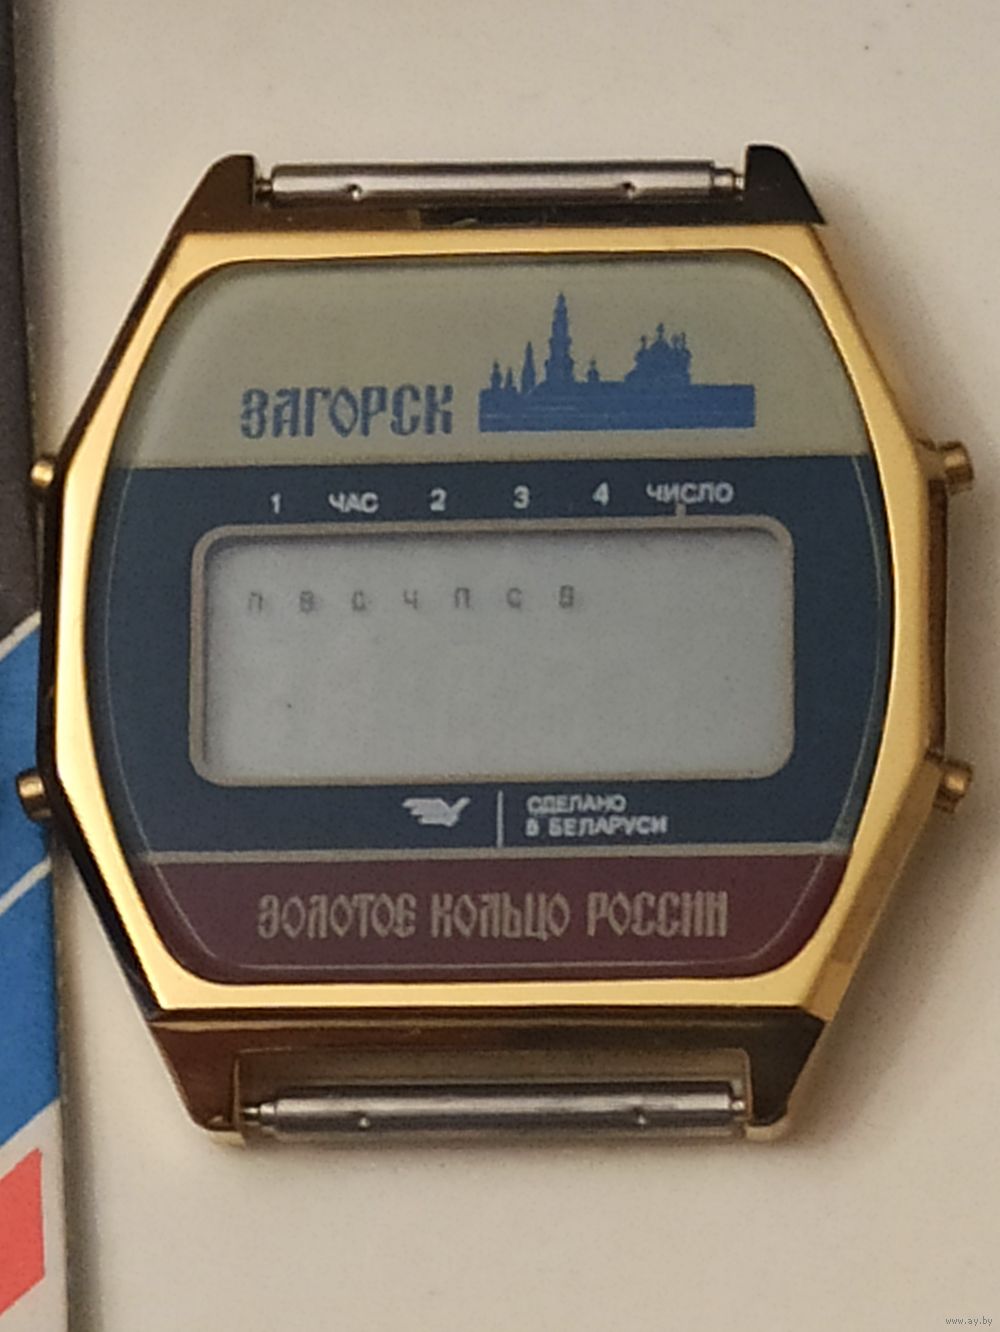 ЗАГОРСК
1 ЧАС 2 3 4 ЧИСЛО
П В С Ч П С В
СДЕЛАНО
В БЕЛАРУСИ
ЗОЛОТОЕ КОЛЬЦО РОССИИ
www.ay.by